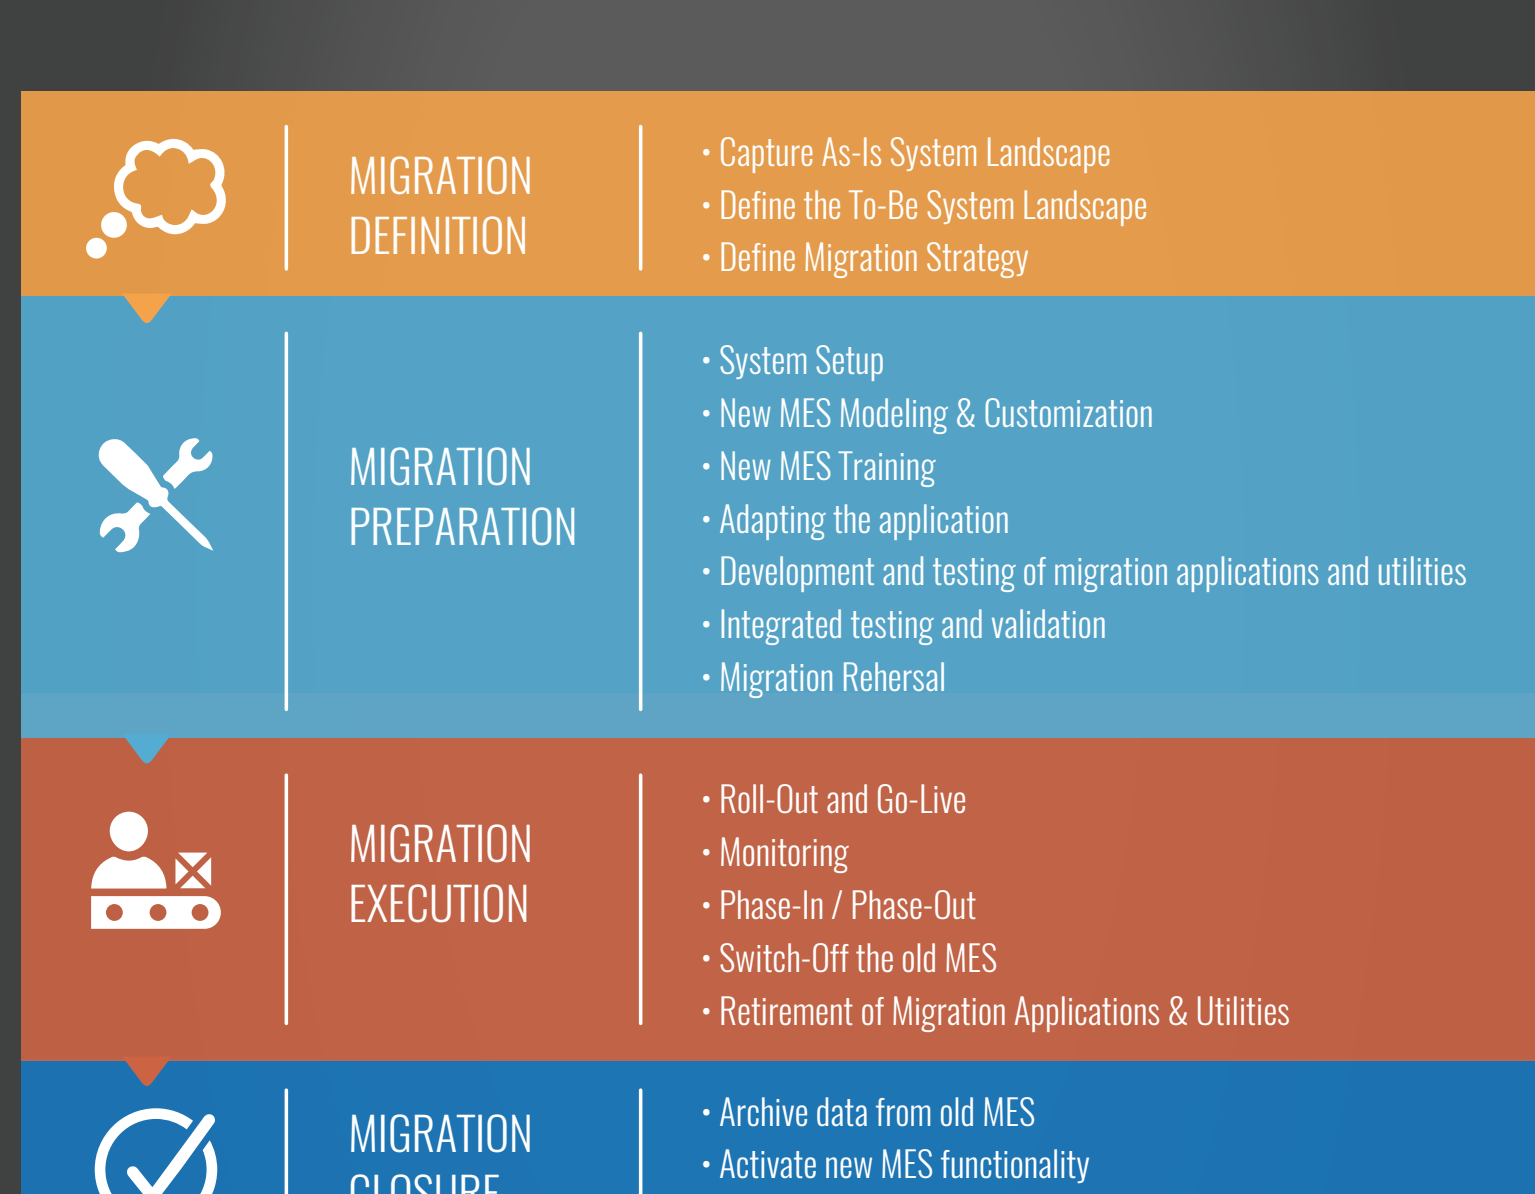 MIGRATION
DEFINITION
• Capture As-Is System Landscape
• Define the To-Be System Landscape
• Define Migration Strategy
MIGRATION
PREPARATION
• System Setup
• New MES Modeling & Customization
• New MES Training
• Adapting the application
• Development and testing of migration applications and utilities
• Integrated testing and validation
• Migration Rehersal
MIGRATION
EXECUTION
• Roll-Out and Go-Live
• Monitoring
• Phase-In / Phase-Out
• Switch-Off the old MES
• Retirement of Migration Applications & Utilities
MIGRATION
CLOSURE
• Archive data from old MES
• Activate new MES functionality